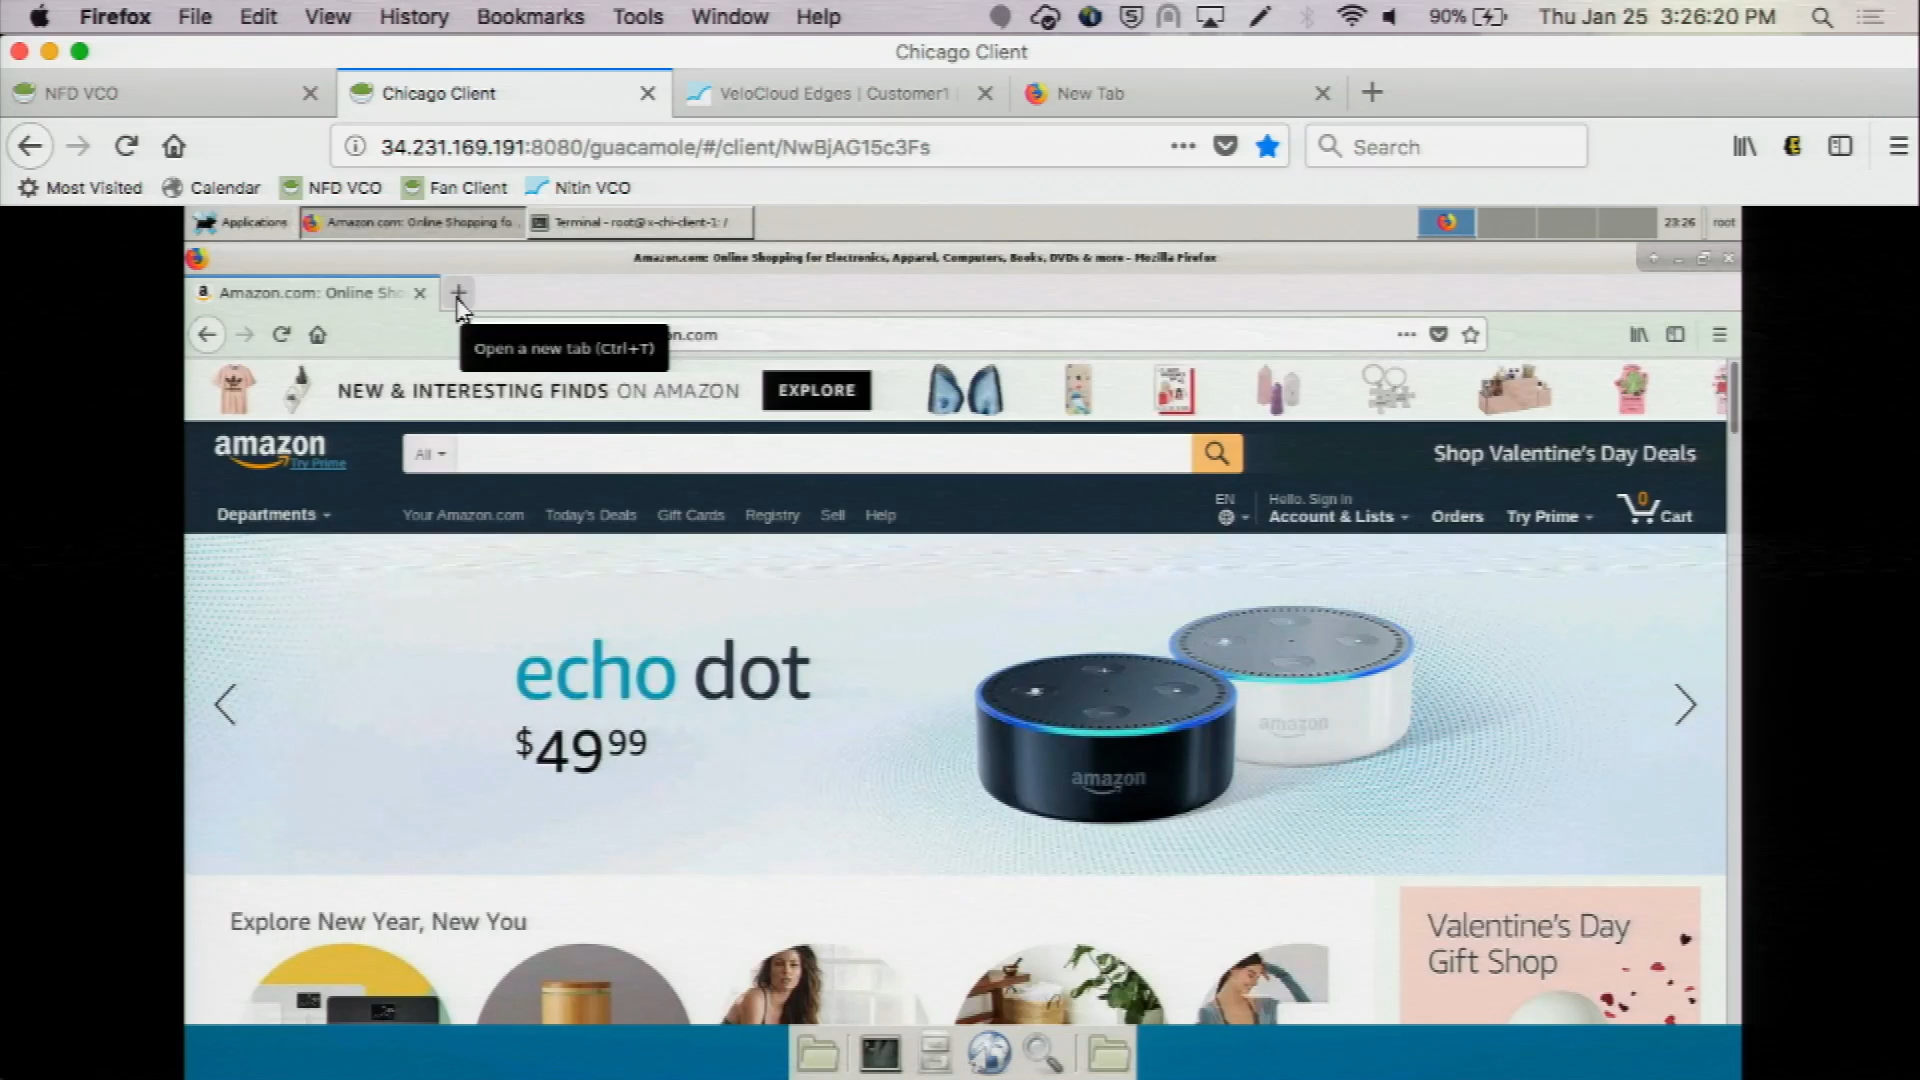 Firefox File Edit View History Bookmarks Tools Window Help 90% Thu Jan 25 3:26:20 PM
Chicago Client
NFD VCO Chicago Client VeloCloud Edges | Customer1 New Tab
34.231.169.191:8080/guacamole/#/client/NwBjAG15c3Fs Search
Most Visited Calendar NFD VCO Fan Client Nitin VCO
Applications Amazon.com: Online Shopping fo... Terminal - root@x-chi-client-1: / 23:26 root
Amazon.com: Online Shopping for Electronics, Apparel, Computers, Books, DVDs & more - Mozilla Firefox
Amazon.com: Online Sho
n.com
Open a new tab (Ctrl+T)
NEW & INTERESTING FINDS ON AMAZON EXPLORE
amazon
Try Prime
All
Shop Valentine's Day Deals
Departments Your Amazon.com Today's Deals Gift Cards Registry Sell Help
EN
Hello. Sign in
Account & Lists Orders Try Prime 0 Cart
echo dot
$49 99
amazon
amazon
Explore New Year, New You
Valentine's Day
Gift Shop